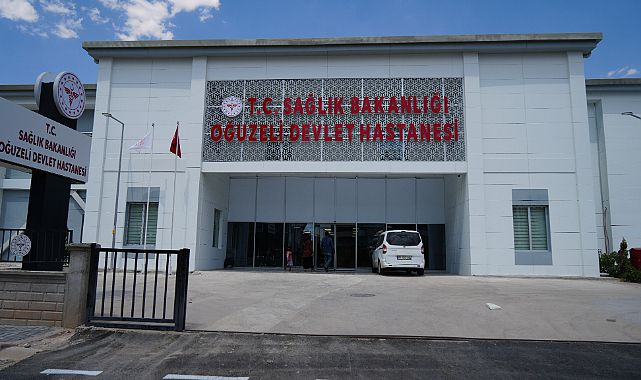 T.C.
SAĞLIK BAKANLIĞI
OĞUZELİ DEVLET HASTANESİ
T.C. SAĞLIK BAKANLIĞI
OĞUZELİ DEVLET HASTANESİ